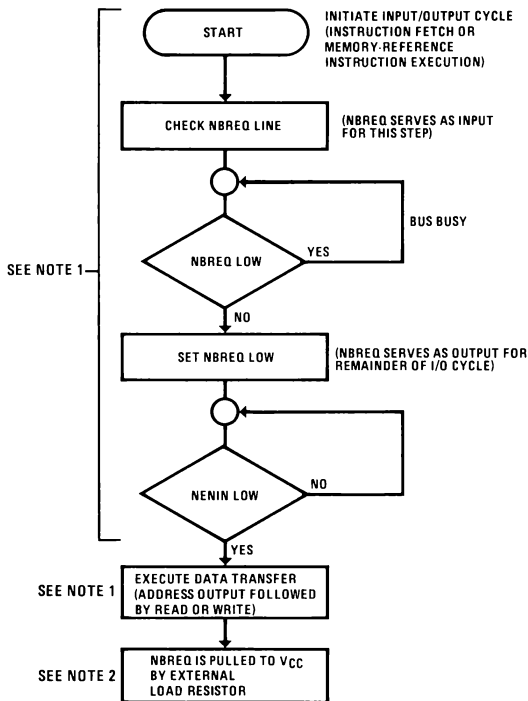 START
INITIATE INPUT/OUTPUT CYCLE
(INSTRUCTION FETCH OR
MEMORY-REFERENCE
INSTRUCTION EXECUTION)
CHECK NBREQ LINE
(NBREQ SERVES AS INPUT
FOR THIS STEP)
BUS BUSY
NBREQ LOW
YES
SEE NOTE 1
NO
SET NBREQ LOW
(NBREQ SERVES AS OUTPUT FOR
REMAINDER OF I/O CYCLE)
NENIN LOW
NO
YES
SEE NOTE 1
EXECUTE DATA TRANSFER
(ADDRESS OUTPUT FOLLOWED
BY READ OR WRITE)
SEE NOTE 2
NBREQ IS PULLED TO VCC
BY EXTERNAL
LOAD RESISTOR